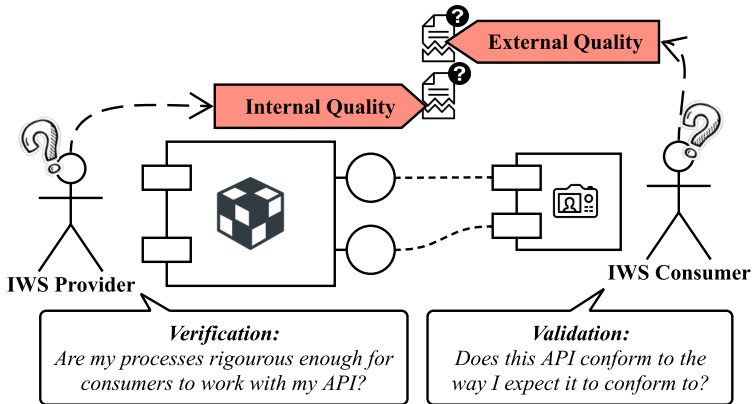 External Quality
Internal Quality
IWS Provider
IWS Consumer
Verification:
Are my processes rigourous enough for
consumers to work with my API?
Validation:
Does this API conform to the
way I expect it to conform to?